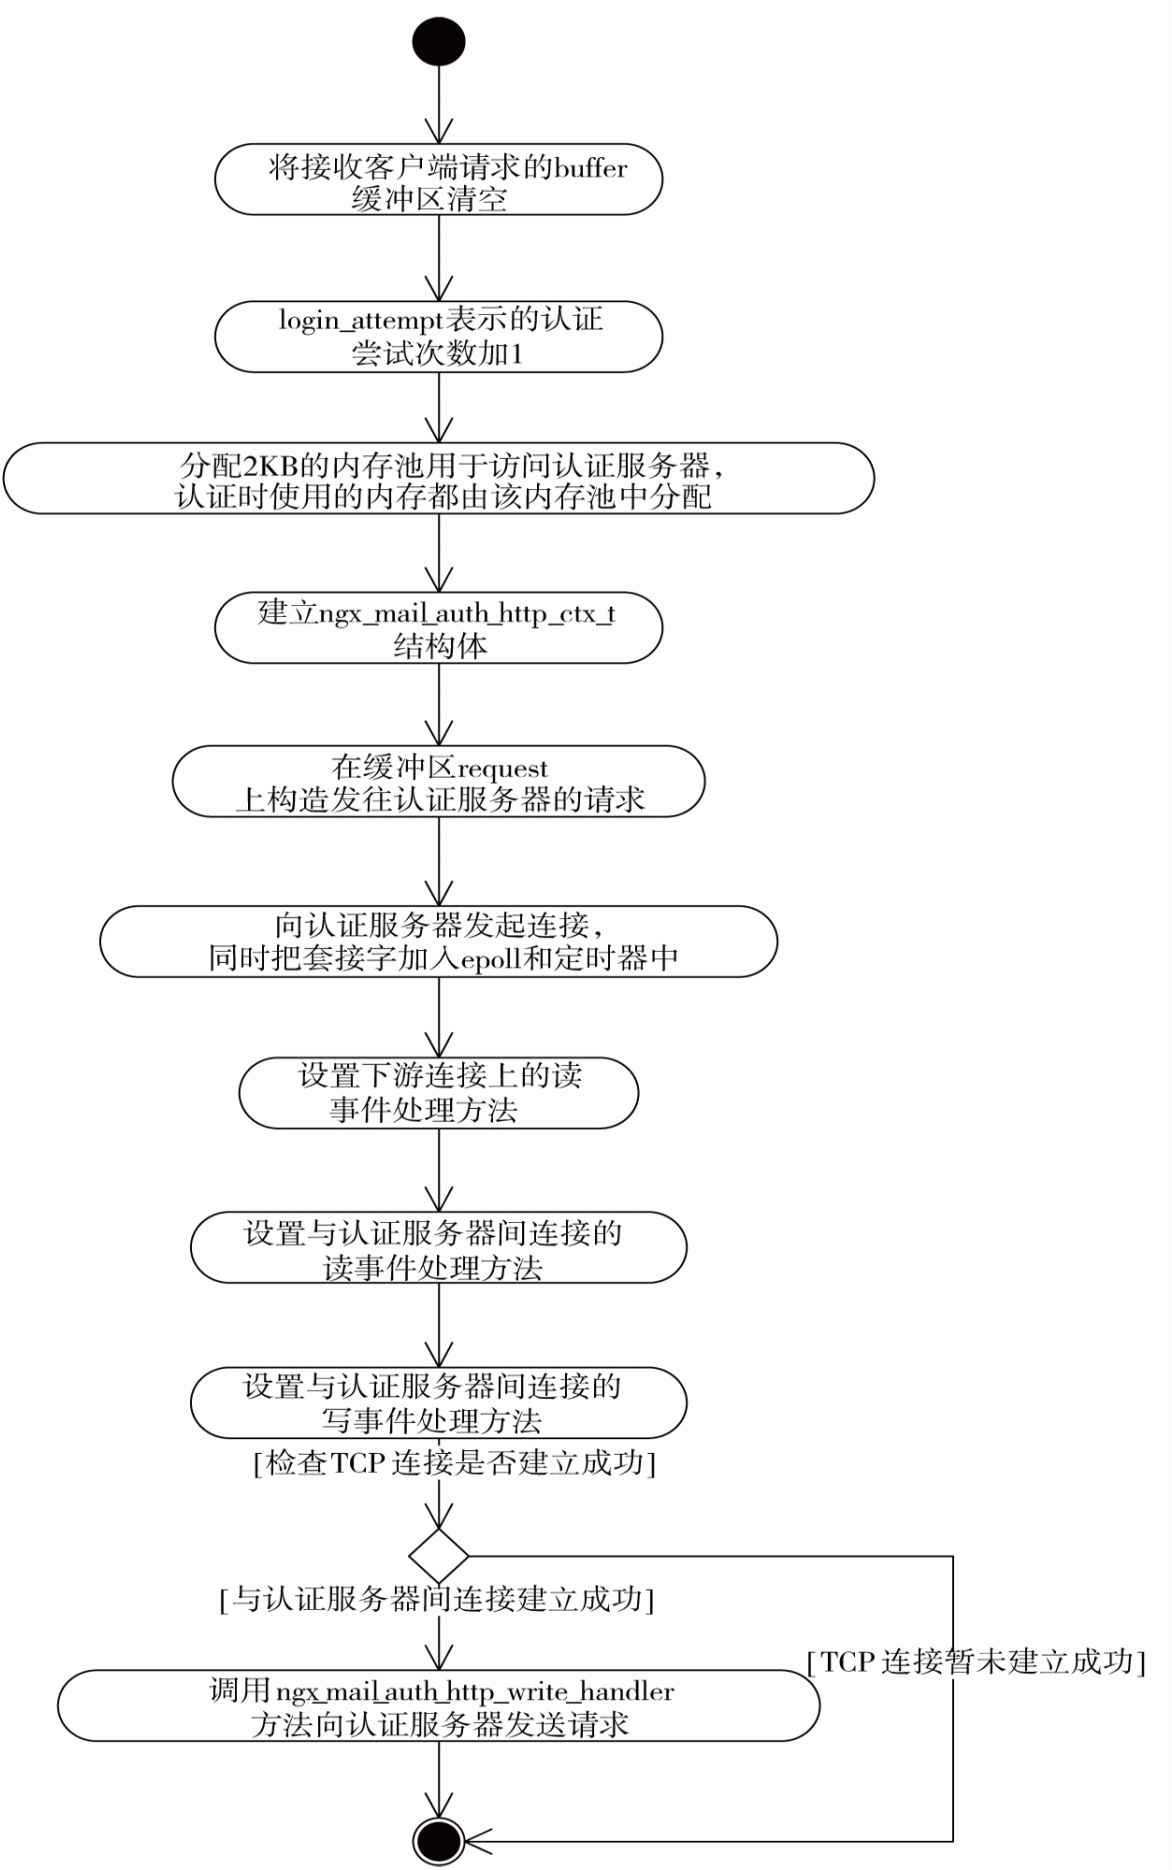 将接收客户端请求的buffer
缓冲区清空
login_attempt表示的认证
尝试次数加1
分配2KB的内存池用于访问认证服务器,
认证时使用的内存都由该内存池中分配
建立ngx_mail_auth_http_ctx_t
结构体
在缓冲区request
上构造发往认证服务器的请求
向认证服务器发起连接,
同时把套接字加入epoll和定时器中
设置下游连接上的读
事件处理方法
设置与认证服务器间连接的
读事件处理方法
设置与认证服务器间连接的
写事件处理方法
[检查TCP 连接是否建立成功]
[与认证服务器间连接建立成功]
[TCP 连接暂未建立成功]
调用ngx_mail_auth_http_write_handler
方法向认证服务器发送请求